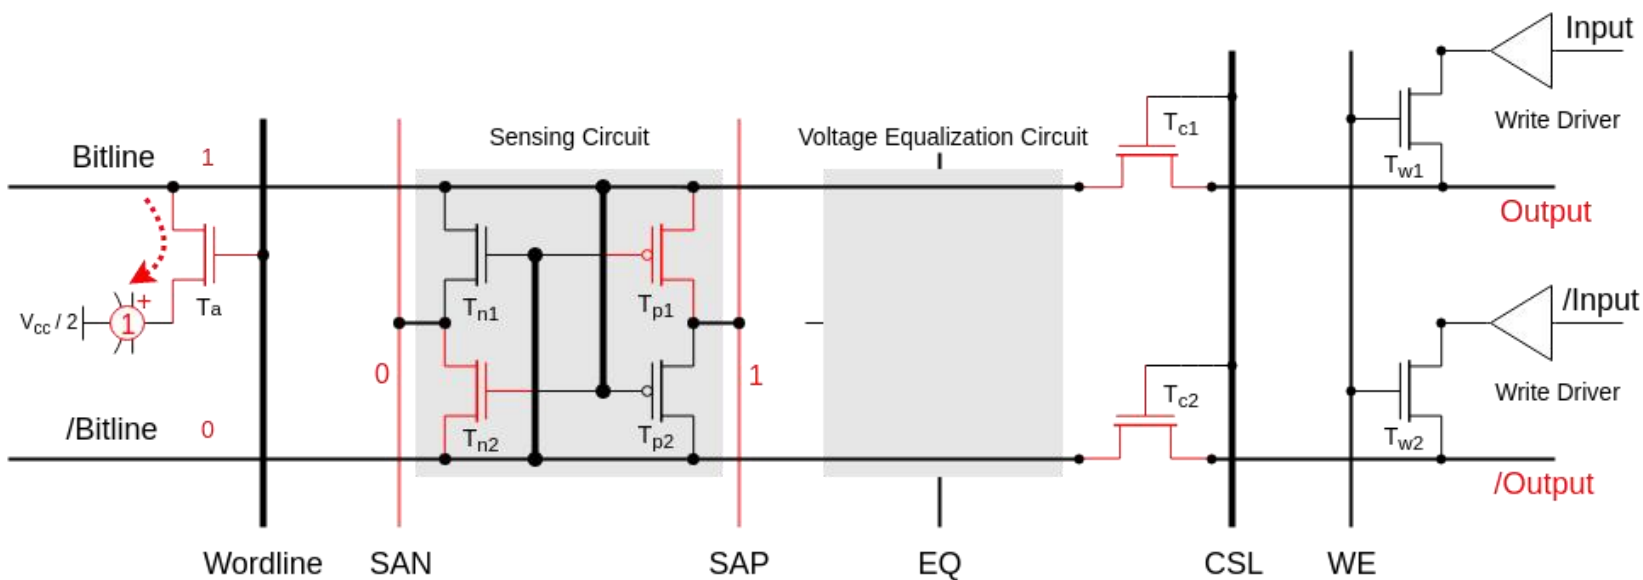 Input
Sensing Circuit
Voltage Equalization Circuit
Tc1
Write Driver
Bitline
1
Tw1
Output
Tn1
Tp1
Ta
/Input
+
Vcc / 2
1
0
1
Tc2
Write Driver
/Bitline
0
Tn2
Tp2
Tw2
/Output
Wordline
SAN
SAP
EQ
CSL
WE